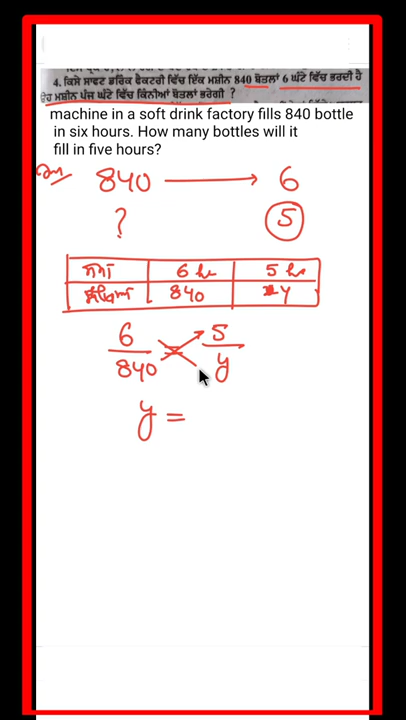 4. ਕਿਸੇ ਸਾਫਟ ਡਰਿੰਕ ਫੈਕਟਰੀ ਵਿੱਚ ਇੱਕ ਮਸ਼ੀਨ 840 ਬੋਤਲਾਂ 6 ਘੰਟੇ ਵਿੱਚ ਭਰਦੀ ਹੈ
ਉਹ ਮਸ਼ੀਨ ਪੰਜ ਘੰਟੇ ਵਿੱਚ ਕਿੰਨੀਆਂ ਬੋਤਲਾਂ ਭਰੇਗੀ ?
machine in a soft drink factory fills 840 bottle
in six hours. How many bottles will it
fill in five hours?
840 → 6
? 5
ਸਮਾਂ 6 hr 5 hr
840 y
6 5
840 y
y =